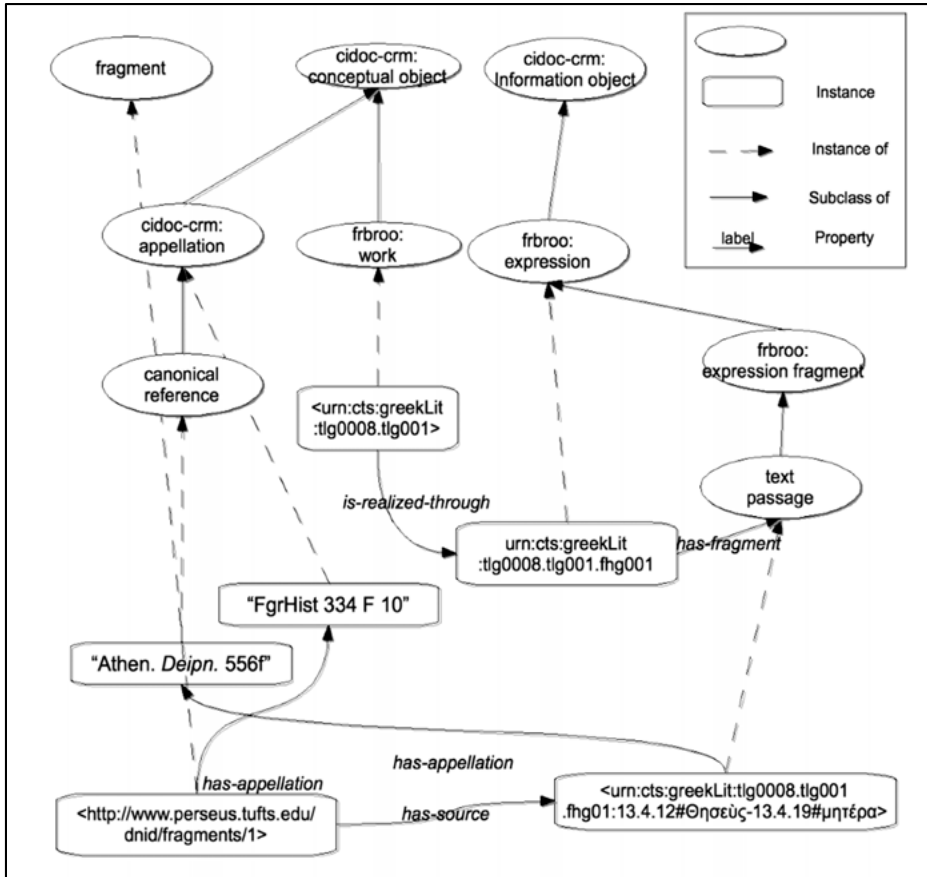 fragment
cidoc-crm:
conceptual object
cidoc-crm:
Information object
Instance
Instance of
Subclass of
label
Property
cidoc-crm:
appellation
frbroo:
work
frbroo:
expression
frbroo:
expression fragment
canonical
reference
<urn:cts:greekLit
:tlg0008.tlg001>
text
passage
is-realized-through
urn:cts:greekLit
:tlg0008.tlg001.fhg001
has-fragment
“FgrHist 334 F 10”
“Athen. Deipn. 556f”
has-appellation
has-appellation
<http://www.perseus.tufts.edu/
dnid/fragments/1>
has-source
<urn:cts:greekLit:tlg0008.tlg001
.fhg01:13.4.12#Θησεὺς-13.4.19#μητέρα>